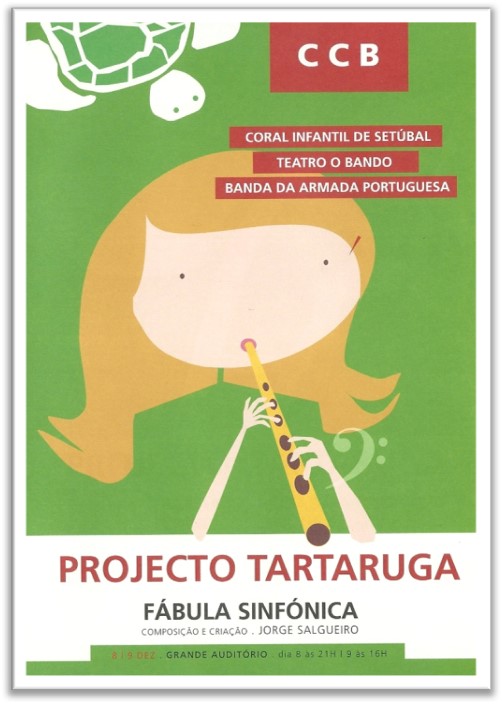 CCB
CORAL INFANTIL DE SETÚBAL
TEATRO O BANDO
BANDA DA ARMADA PORTUGUESA
PROJECTO TARTARUGA
FÁBULA SINFÓNICA
COMPOSIÇÃO E CRIAÇÃO . JORGE SALGUEIRO
8 / 9 DEZ . GRANDE AUDITÓRIO . dia 8 às 21H I 9 às 16H